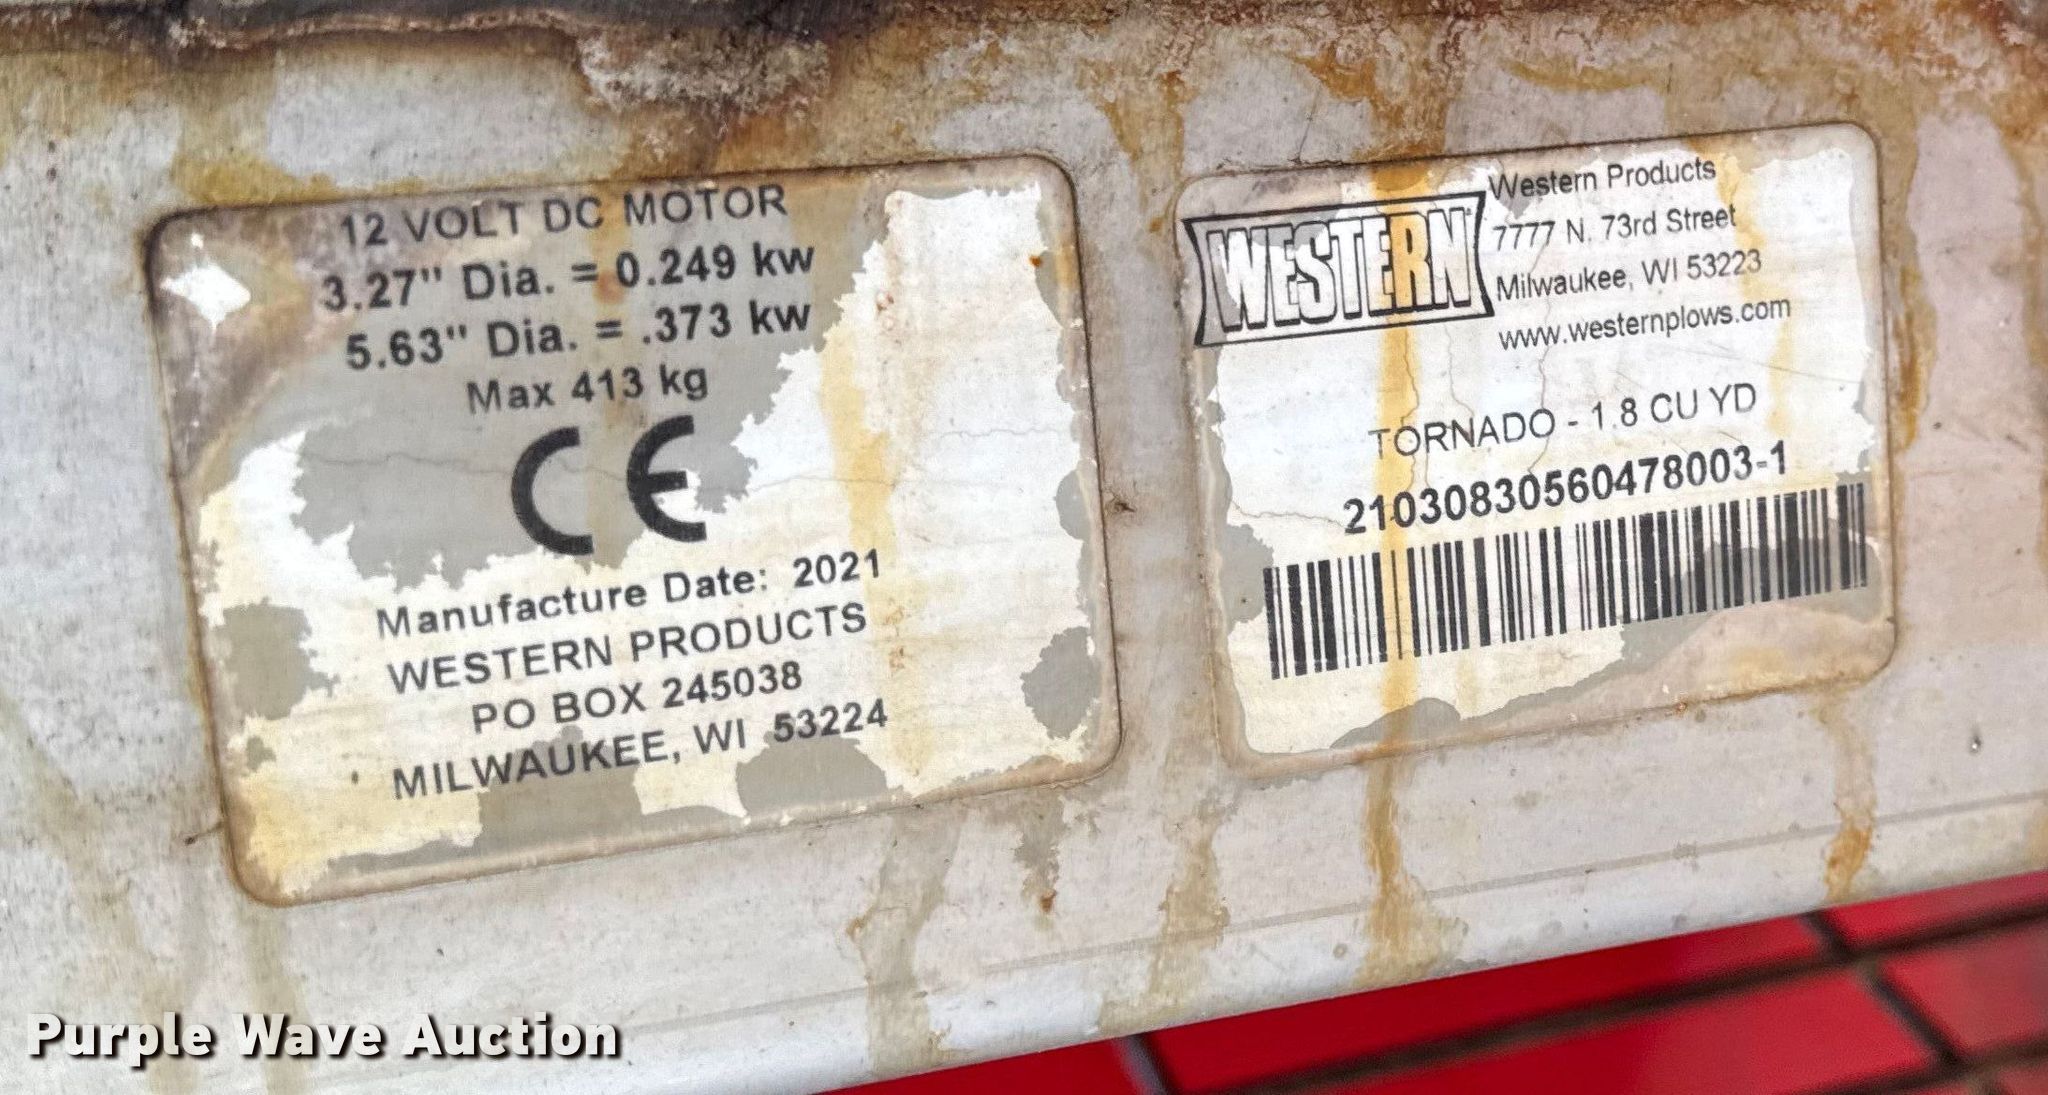 12 VOLT DC MOTOR
3.27" Dia. = 0.249 kw
5.63" Dia. = .373 kw
Max 413 kg
CE
Manufacture Date: 2021
WESTERN PRODUCTS
PO BOX 245038
MILWAUKEE, WI 53224
WESTERN
Western Products
7777 N. 73rd Street
Milwaukee, WI 53223
www.westernplows.com
TORNADO - 1.8 CU YD
21030830560478003-1
Purple Wave Auction